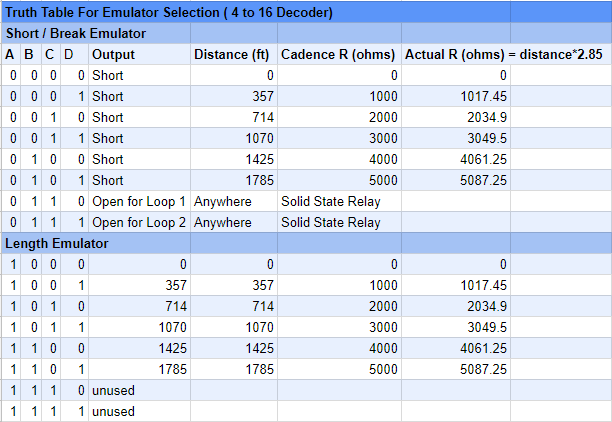 Truth Table For Emulator Selection ( 4 to 16 Decoder)
Short / Break Emulator
A B C D Output Distance (ft) Cadence R (ohms) Actual R (ohms) = distance*2.85
0 0 0 0 Short 0 0 0
0 0 0 1 Short 357 1000 1017.45
0 0 1 0 Short 714 2000 2034.9
0 0 1 1 Short 1070 3000 3049.5
0 1 0 0 Short 1425 4000 4061.25
0 1 0 1 Short 1785 5000 5087.25
0 1 1 0 Open for Loop 1 Anywhere Solid State Relay
0 1 1 1 Open for Loop 2 Anywhere Solid State Relay
Length Emulator
1 0 0 0 0 0 0 0
1 0 0 1 357 357 1000 1017.45
1 0 1 0 714 714 2000 2034.9
1 0 1 1 1070 1070 3000 3049.5
1 1 0 0 1425 1425 4000 4061.25
1 1 0 1 1785 1785 5000 5087.25
1 1 1 0 unused
1 1 1 1 unused